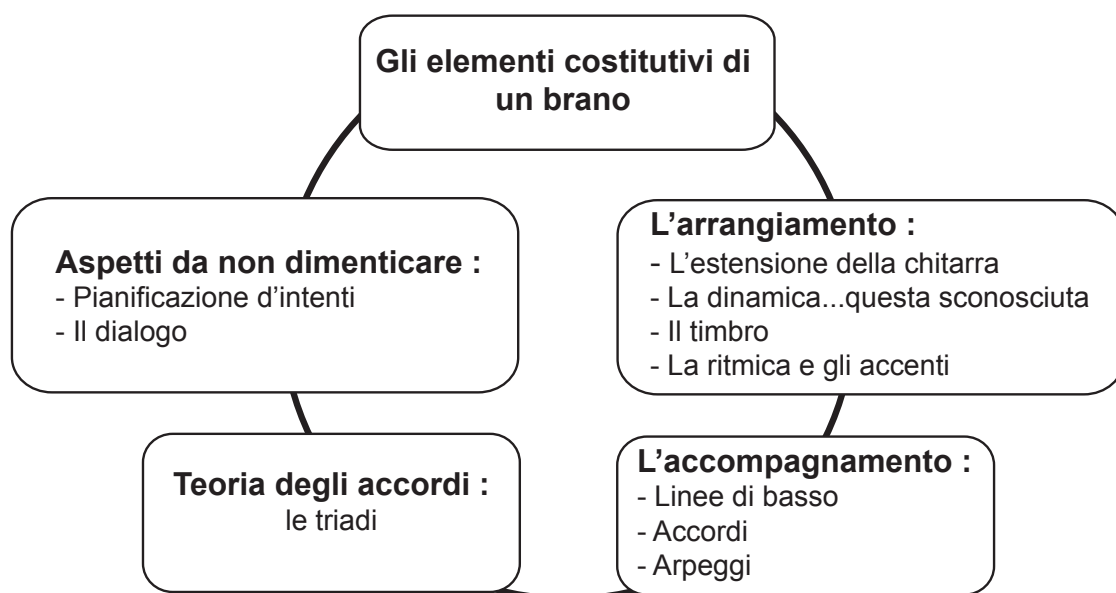 Gli elementi costitutivi di
un brano
Aspetti da non dimenticare :
- Pianificazione d'intenti
- Il dialogo
L'arrangiamento :
- L'estensione della chitarra
- La dinamica...questa sconosciuta
- Il timbro
- La ritmica e gli accenti
Teoria degli accordi :
le triadi
L'accompagnamento :
- Linee di basso
- Accordi
- Arpeggi